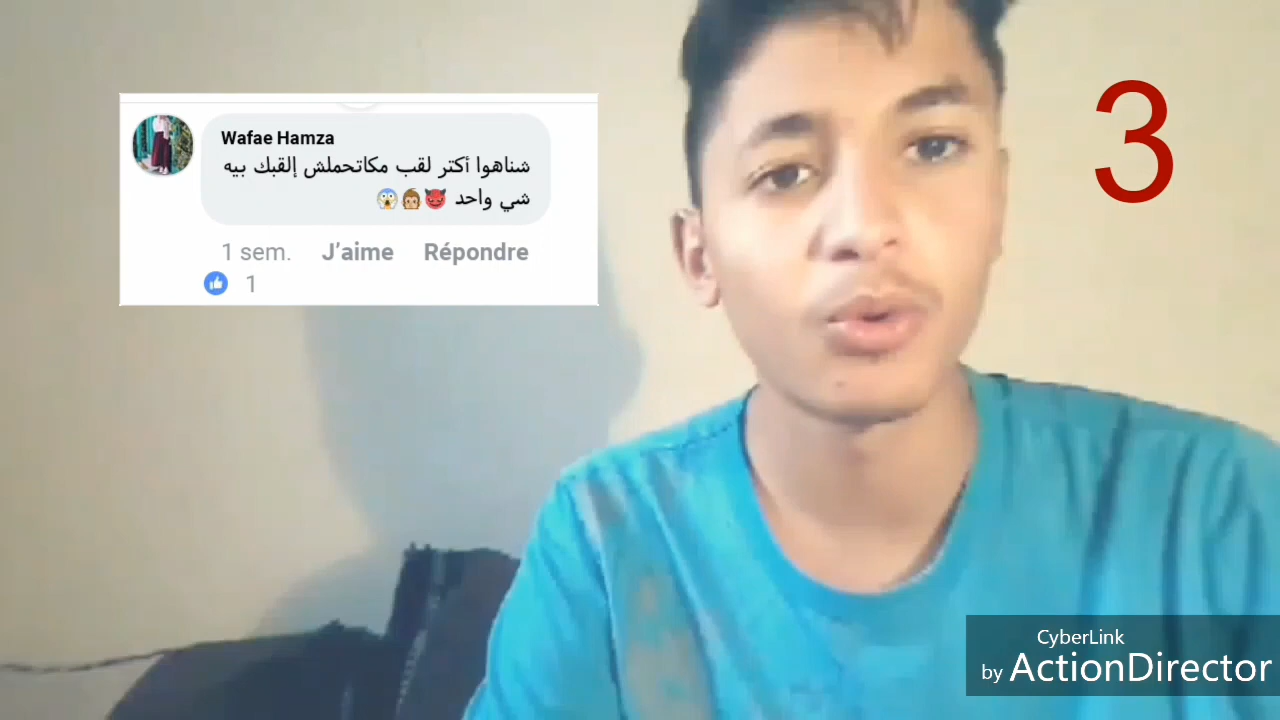 Wafae Hamza
شناهوا أكتر لقب مكاتحملش إلقبك بيه
شي واحد 👿🙊😱
1 sem. J’aime Répondre
1
3
CyberLink
by ActionDirector